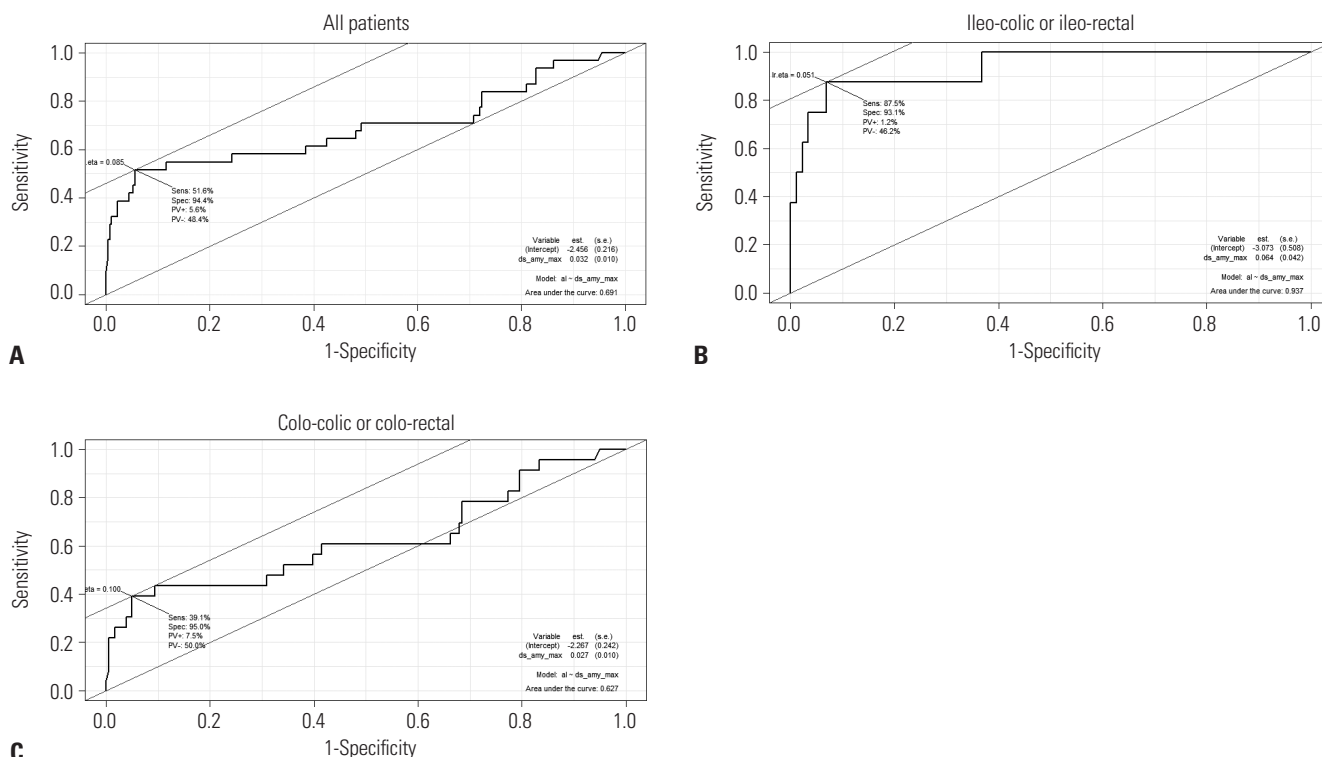 All patients
1.0
0.8
0.6
0.4
0.2
0.0
Sensitivity
.eta = 0.085
Sens: 51.6%
Spec: 94.4%
PV+: 5.6%
PV-: 48.4%
Variable est. (s.e.)
(Intercept) -2.456 (0.216)
ds_amy_max 0.032 (0.010)
Model: al ~ ds_amy_max
Area under the curve: 0.691
0.0 0.2 0.4 0.6 0.8 1.0
1-Specificity
A
Ileo-colic or ileo-rectal
1.0
0.8
0.6
0.4
0.2
0.0
Sensitivity
lr.eta = 0.051
Sens: 87.5%
Spec: 93.1%
PV+: 1.2%
PV-: 46.2%
Variable est. (s.e.)
(Intercept) -3.073 (0.508)
ds_amy_max 0.064 (0.042)
Model: al ~ ds_amy_max
Area under the curve: 0.937
0.0 0.2 0.4 0.6 0.8 1.0
1-Specificity
B
Colo-colic or colo-rectal
1.0
0.8
0.6
0.4
0.2
0.0
Sensitivity
eta = 0.100
Sens: 39.1%
Spec: 95.0%
PV+: 7.5%
PV-: 50.0%
Variable est. (s.e.)
(Intercept) -2.267 (0.242)
ds_amy_max 0.027 (0.010)
Model: al ~ ds_amy_max
Area under the curve: 0.627
0.0 0.2 0.4 0.6 0.8 1.0
1-Specificity
C